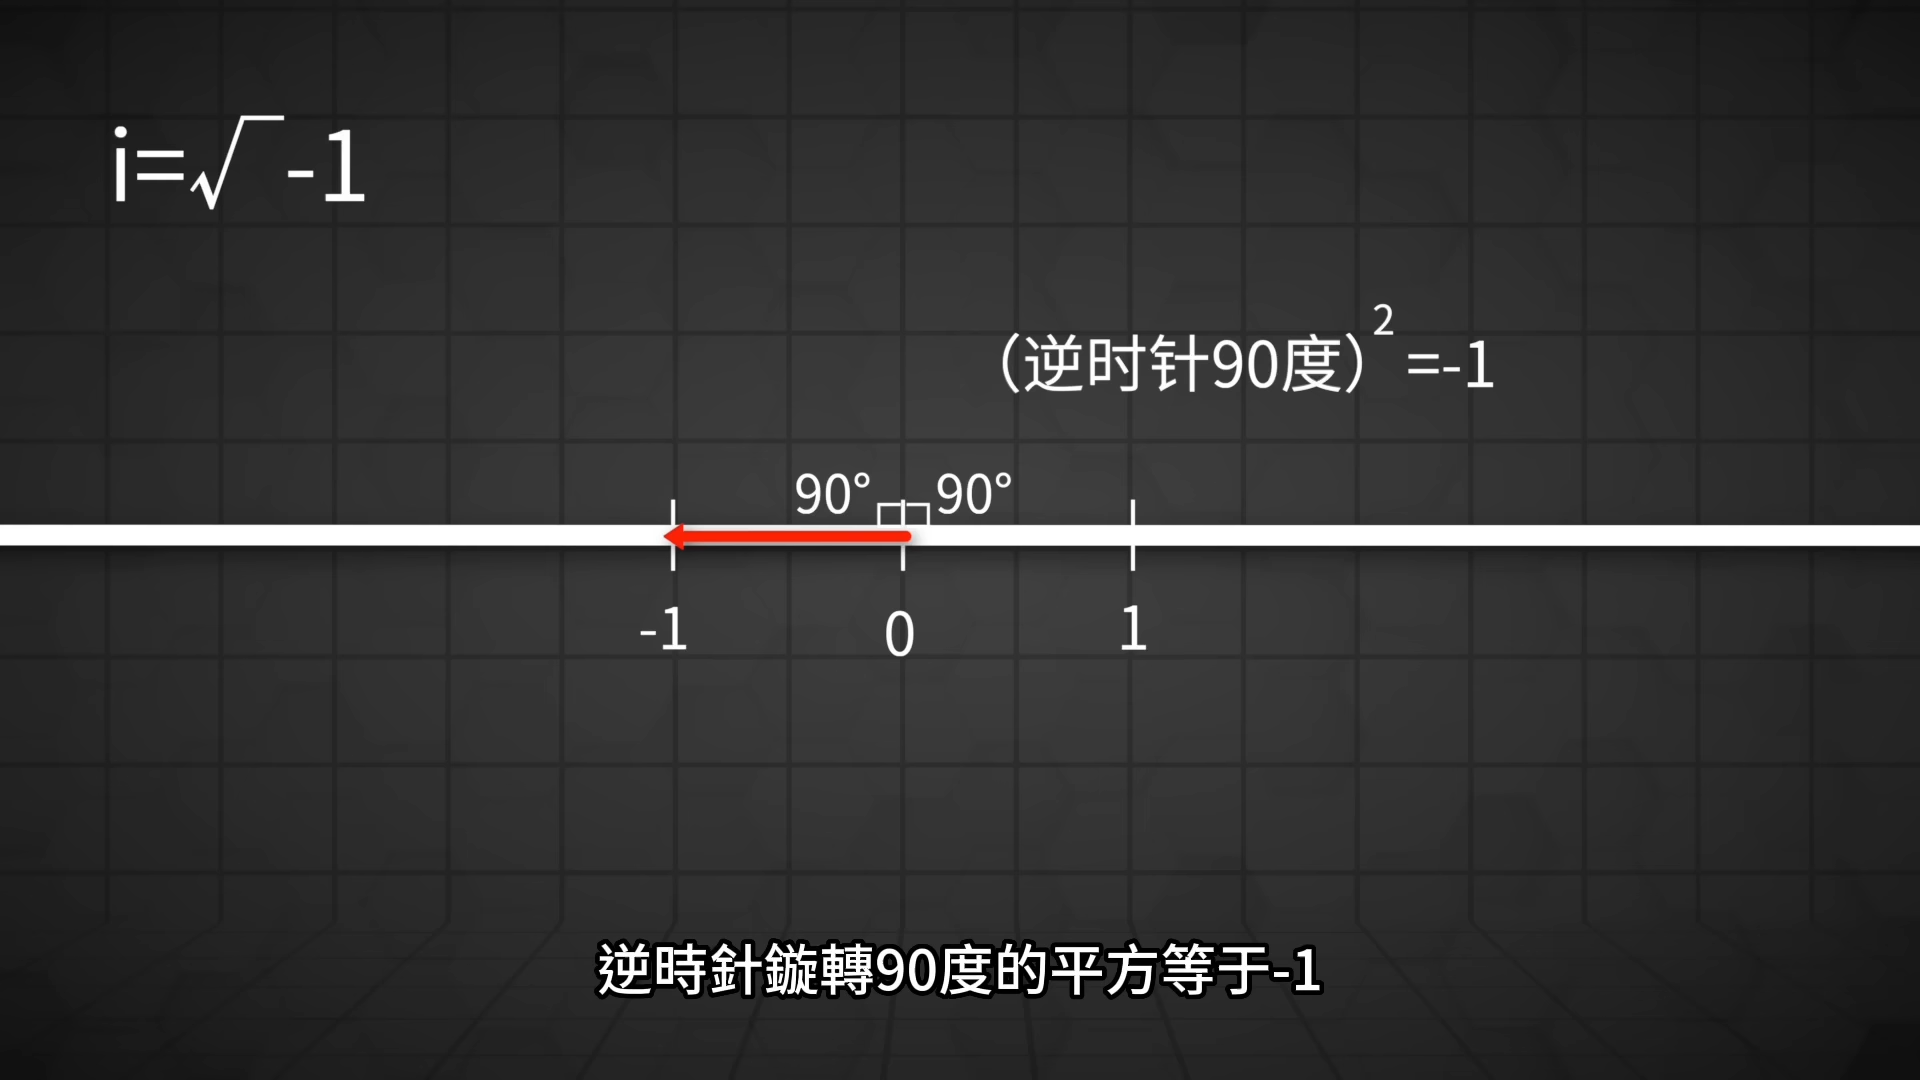 i=√-1
（逆时针90度）² =-1
90° 90°
-1 0 1
逆時針鏇轉90度的平方等于-1